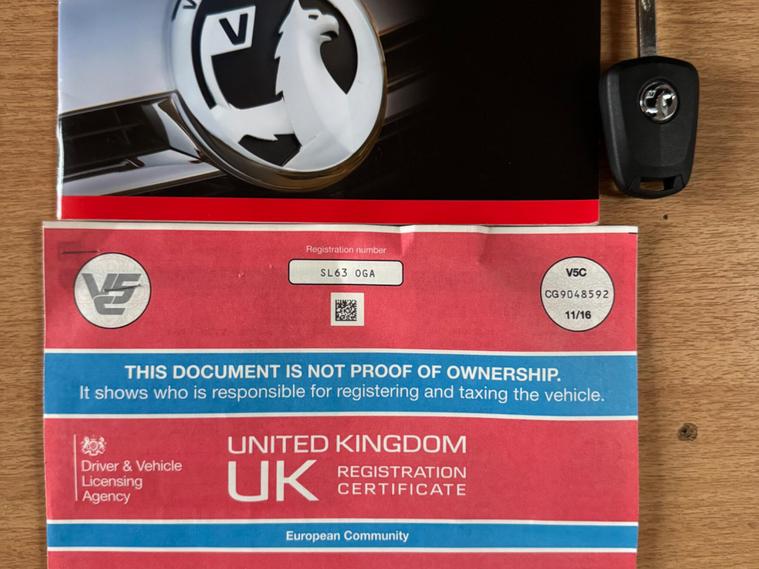 V
Registration number
SL63 OGA
V5C
V5C
CG9048592
11/16
THIS DOCUMENT IS NOT PROOF OF OWNERSHIP.
It shows who is responsible for registering and taxing the vehicle.
Driver & Vehicle
Licensing
Agency
UNITED KINGDOM
UK REGISTRATION
CERTIFICATE
European Community